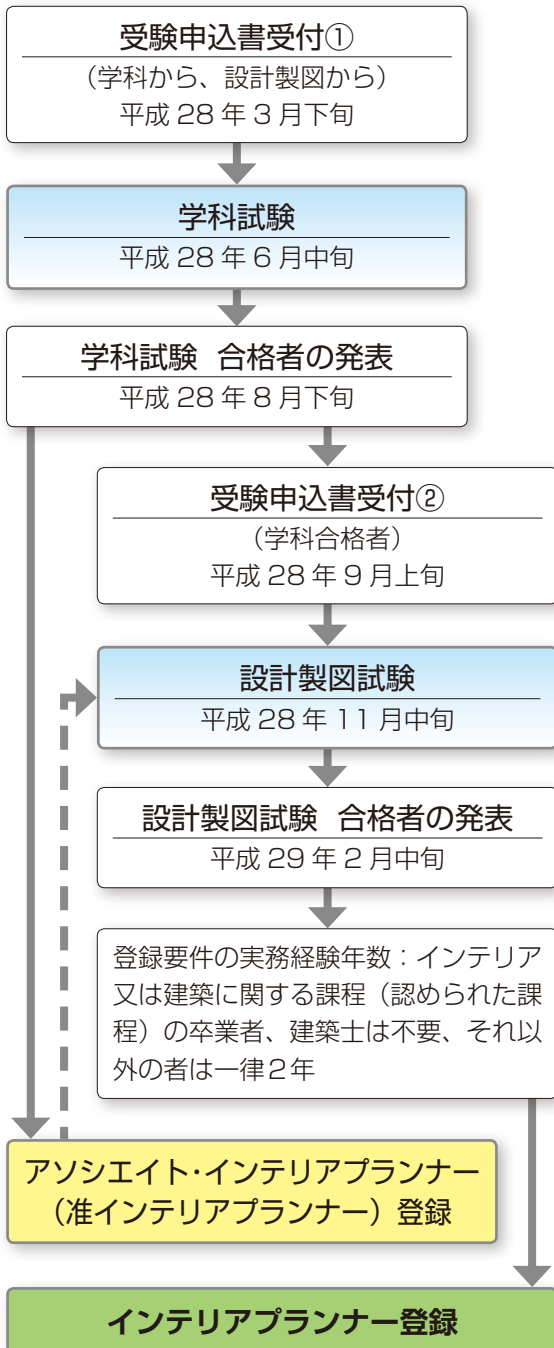 受験申込書受付①
（学科から、設計製図から）
平成 28 年 3 月下旬
学科試験
平成 28 年 6 月中旬
学科試験 合格者の発表
平成 28 年 8 月下旬
受験申込書受付②
（学科合格者）
平成 28 年 9 月上旬
設計製図試験
平成 28 年 11 月中旬
設計製図試験 合格者の発表
平成 29 年 2 月中旬
登録要件の実務経験年数：インテリア
又は建築に関する課程（認められた課
程）の卒業者、建築士は不要、それ以
外の者は一律２年
アソシエイト・インテリアプランナー
（准インテリアプランナー）登録
インテリアプランナー登録